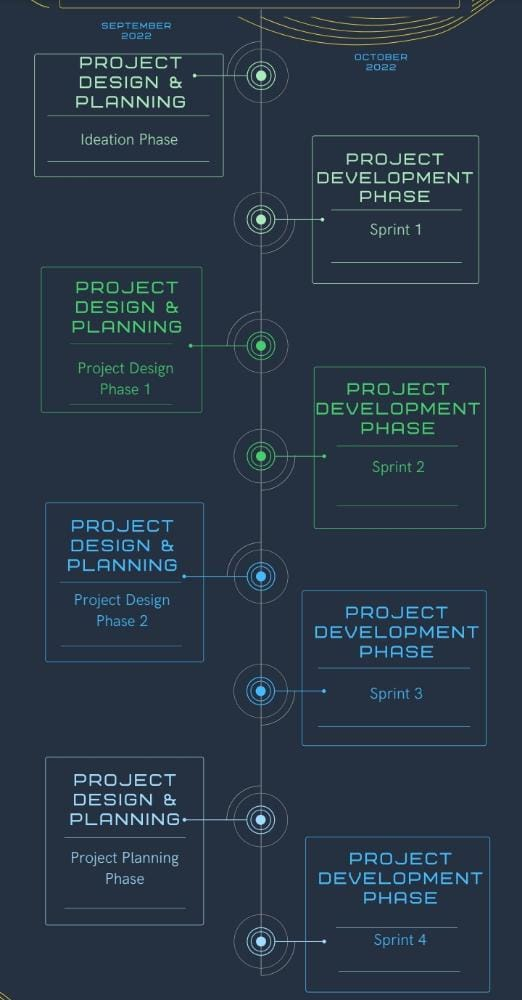 SEPTEMBER
2022
OCTOBER
2022
PROJECT
DESIGN &
PLANNING
Ideation Phase
PROJECT
DEVELOPMENT
PHASE
Sprint 1
PROJECT
DESIGN &
PLANNING
Project Design
Phase 1
PROJECT
DEVELOPMENT
PHASE
Sprint 2
PROJECT
DESIGN &
PLANNING
Project Design
Phase 2
PROJECT
DEVELOPMENT
PHASE
Sprint 3
PROJECT
DESIGN &
PLANNING
Project Planning
Phase
PROJECT
DEVELOPMENT
PHASE
Sprint 4